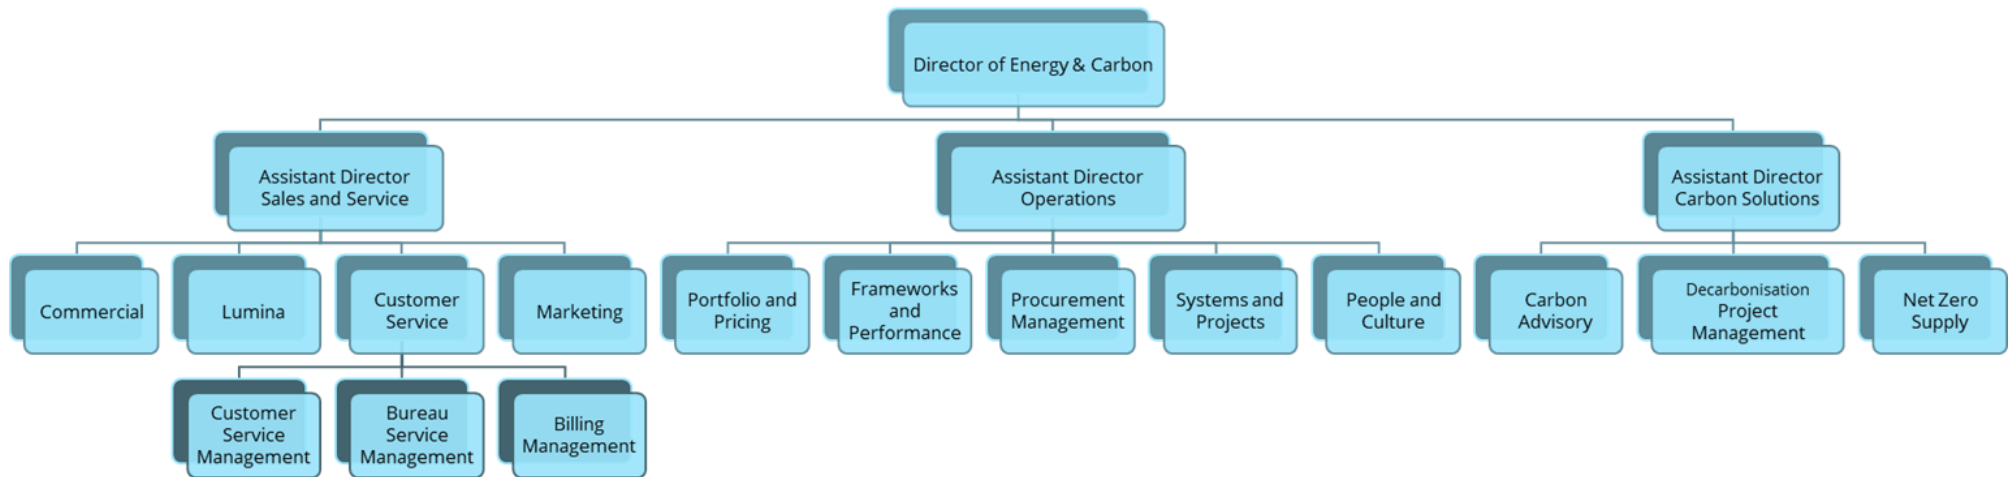 Director of Energy & Carbon
Assistant Director
Sales and Service
Assistant Director
Operations
Assistant Director
Carbon Solutions
Commercial
Lumina
Customer
Service
Marketing
Portfolio and
Pricing
Frameworks
and
Performance
Procurement
Management
Systems and
Projects
People and
Culture
Carbon
Advisory
Decarbonisation
Project
Management
Net Zero
Supply
Customer
Service
Management
Bureau
Service
Management
Billing
Management